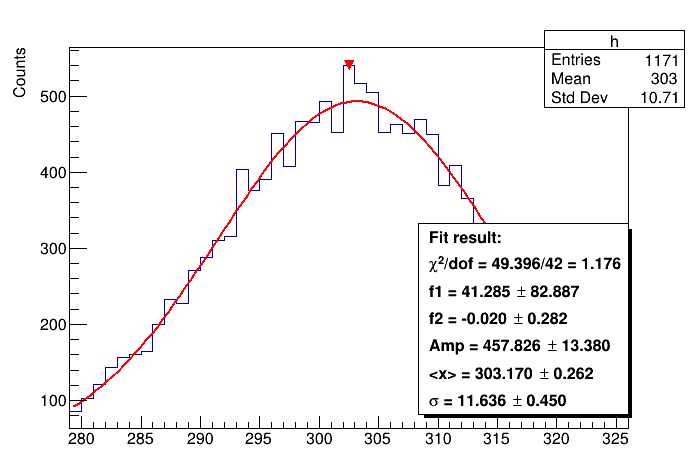 h
Entries 1171
Mean 303
Std Dev 10.71
Counts
500
400
300
200
100
Fit result:
χ²/dof = 49.396/42 = 1.176
f1 = 41.285 ± 82.887
f2 = -0.020 ± 0.282
Amp = 457.826 ± 13.380
<x> = 303.170 ± 0.262
σ = 11.636 ± 0.450
280 285 290 295 300 305 310 315 320 325